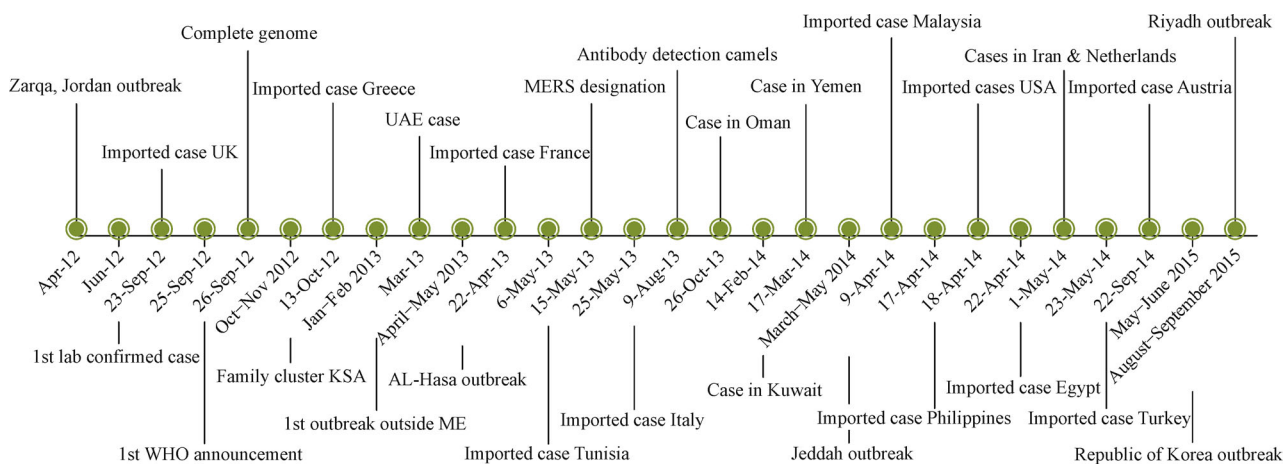 Imported case Malaysia
Riyadh outbreak
Complete genome
Antibody detection camels
Cases in Iran & Netherlands
Zarqa, Jordan outbreak
Imported case Greece
MERS designation
Case in Yemen
Imported cases USA
Imported case Austria
UAE case
Case in Oman
Imported case UK
Imported case France
Apr-12
Jun-12
23-Sep-12
25-Sep-12
26-Sep-12
Oct–Nov 2012
13-Oct-12
Jan–Feb 2013
Mar-13
April–May 2013
22-Apr-13
6-May-13
15-May-13
25-May-13
9-Aug-13
26-Oct-13
14-Feb-14
17-Mar-14
March–May 2014
9-Apr-14
17-Apr-14
18-Apr-14
22-Apr-14
1-May-14
23-May-14
22-Sep-14
May–June 2015
August–September 2015
1st lab confirmed case
Family cluster KSA
AL-Hasa outbreak
Case in Kuwait
Imported case Egypt
1st outbreak outside ME
Imported case Italy
Imported case Philippines
Imported case Turkey
1st WHO announcement
Imported case Tunisia
Jeddah outbreak
Republic of Korea outbreak